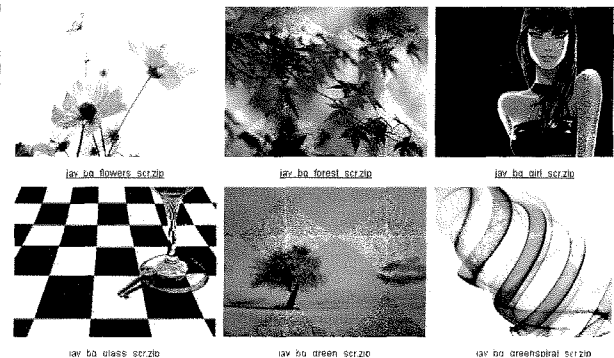 jav_bg_flowers_scr.zip
jav_bg_forest_scr.zip
jav_bg_girl_scr.zip
jav_bg_glass_scr.zip
jav_bg_green_scr.zip
jav_bg_greenspiral_scr.zip